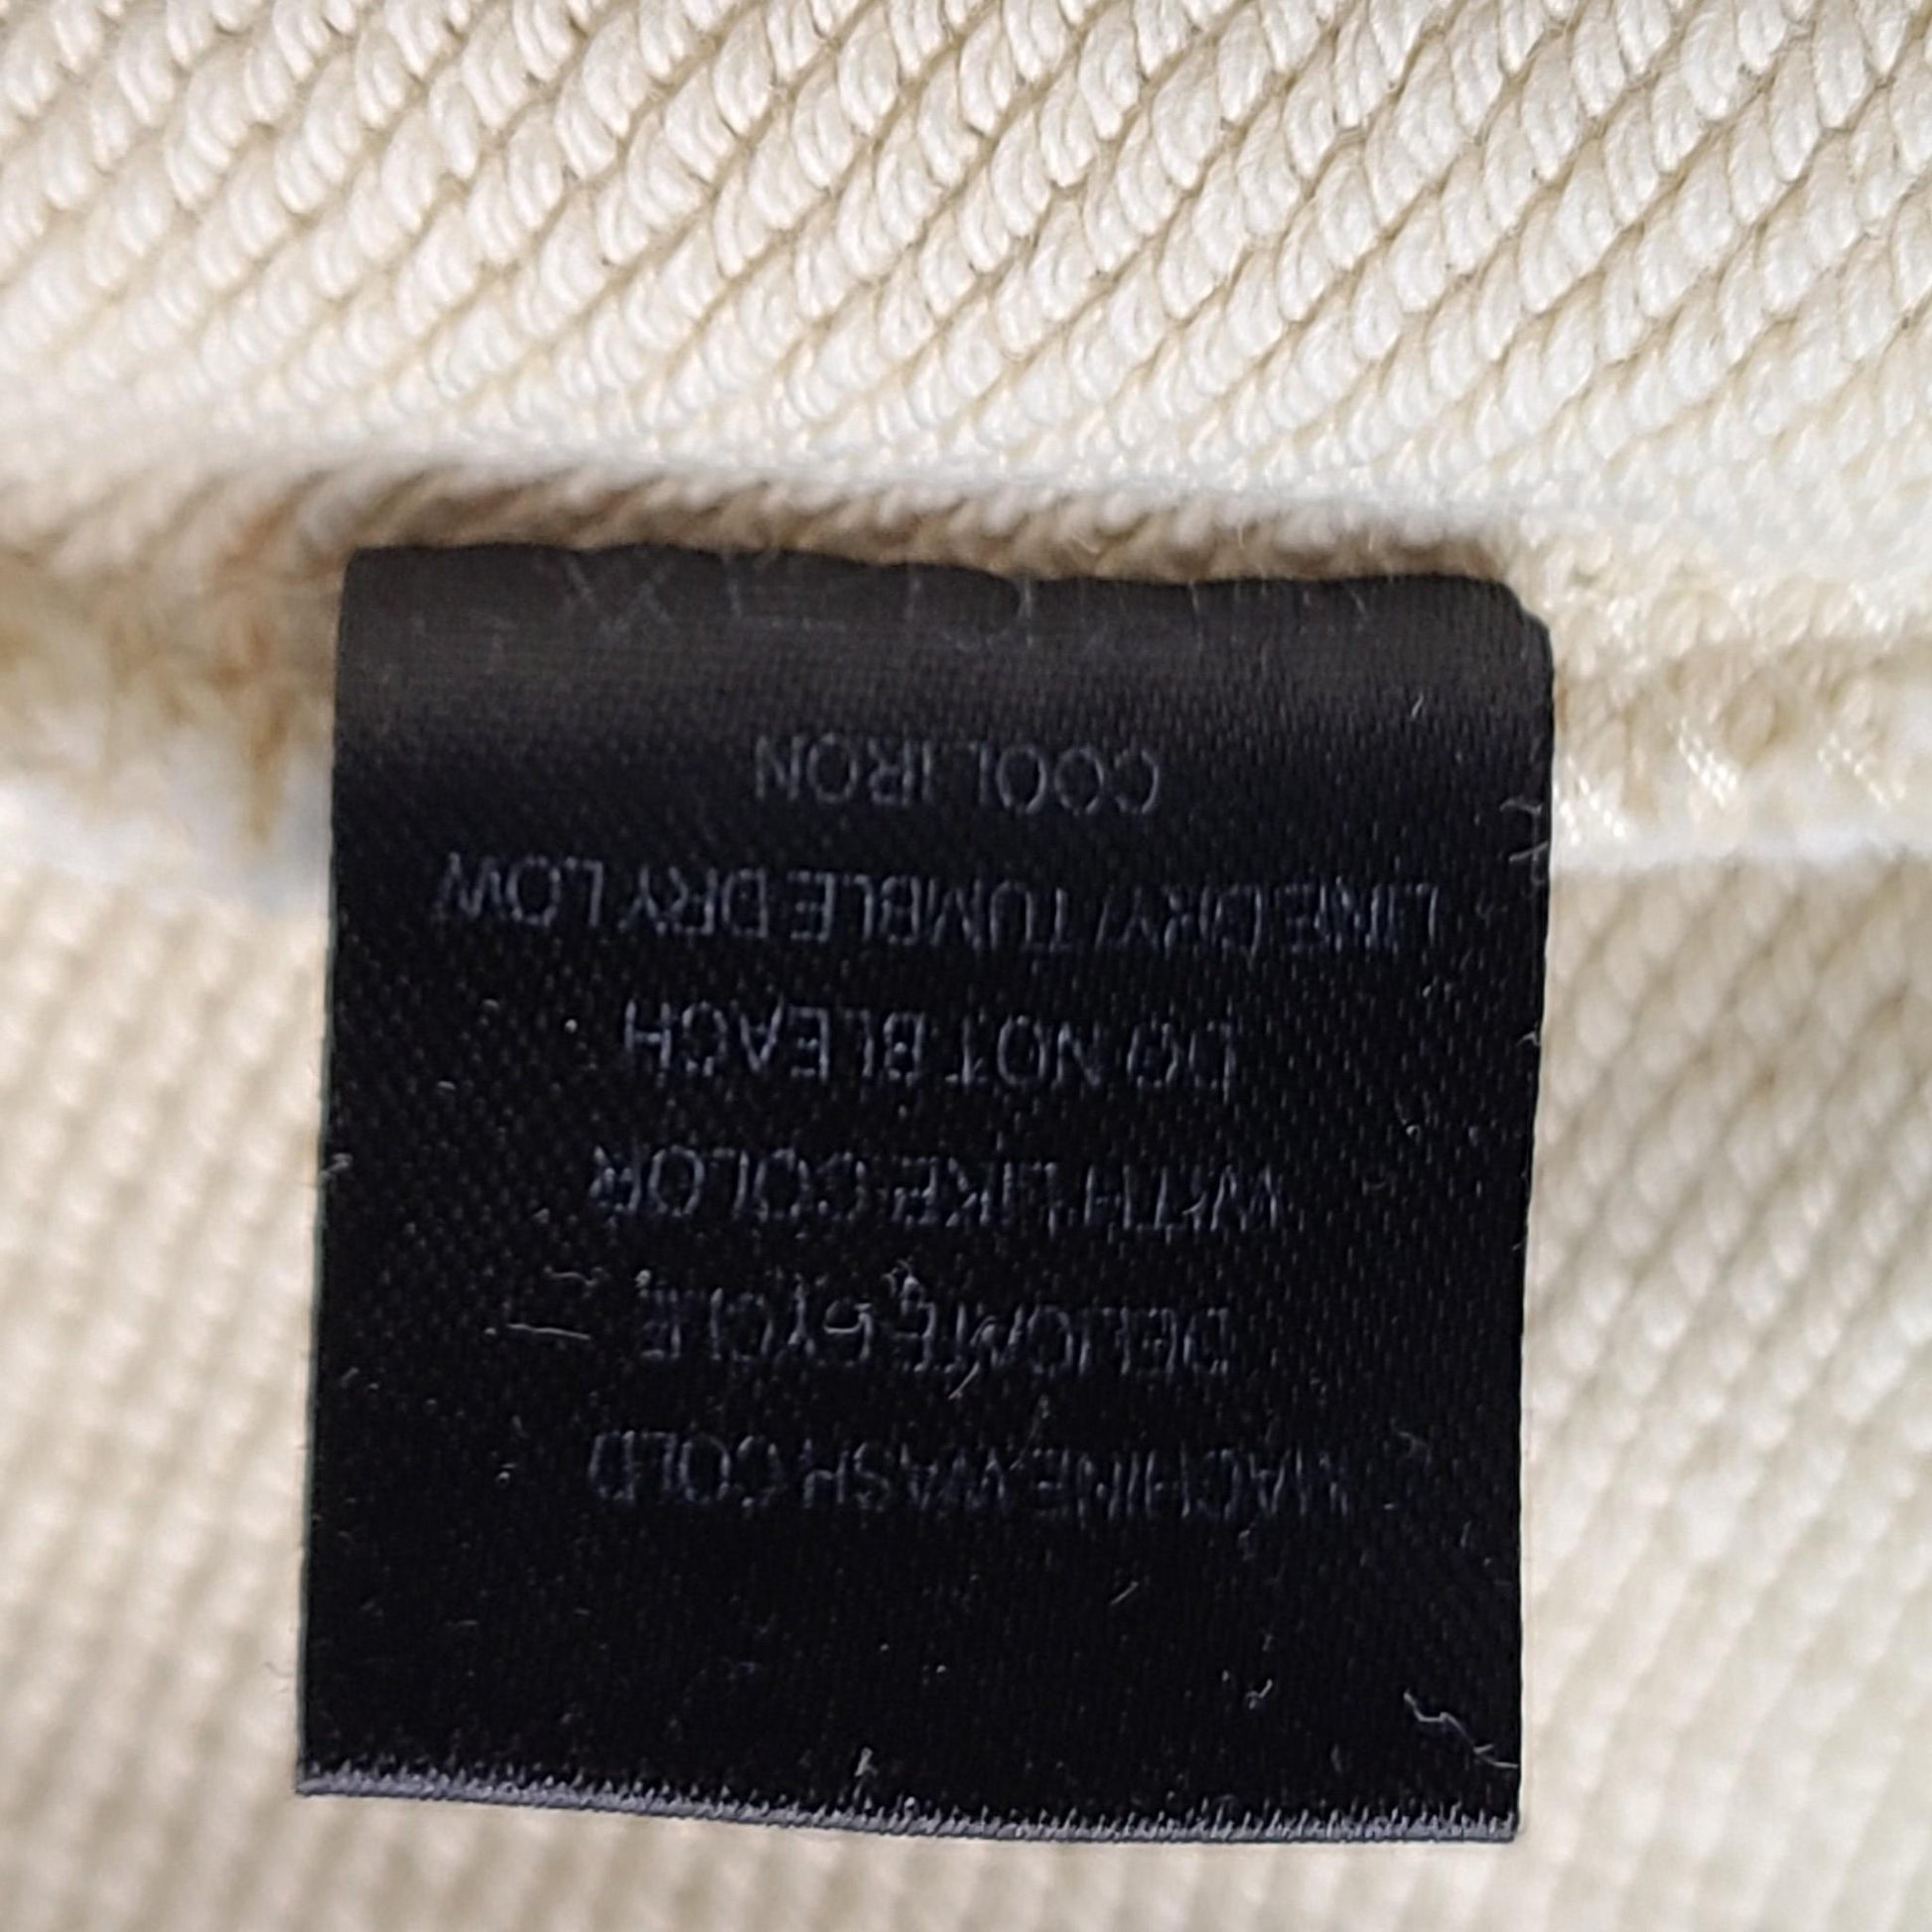 MACHINE WASH COLD
DELICATE CYCLE
WITH LIKE COLOR
DO NOT BLEACH
LINE DRY/ TUMBLE DRY LOW
COOL IRON